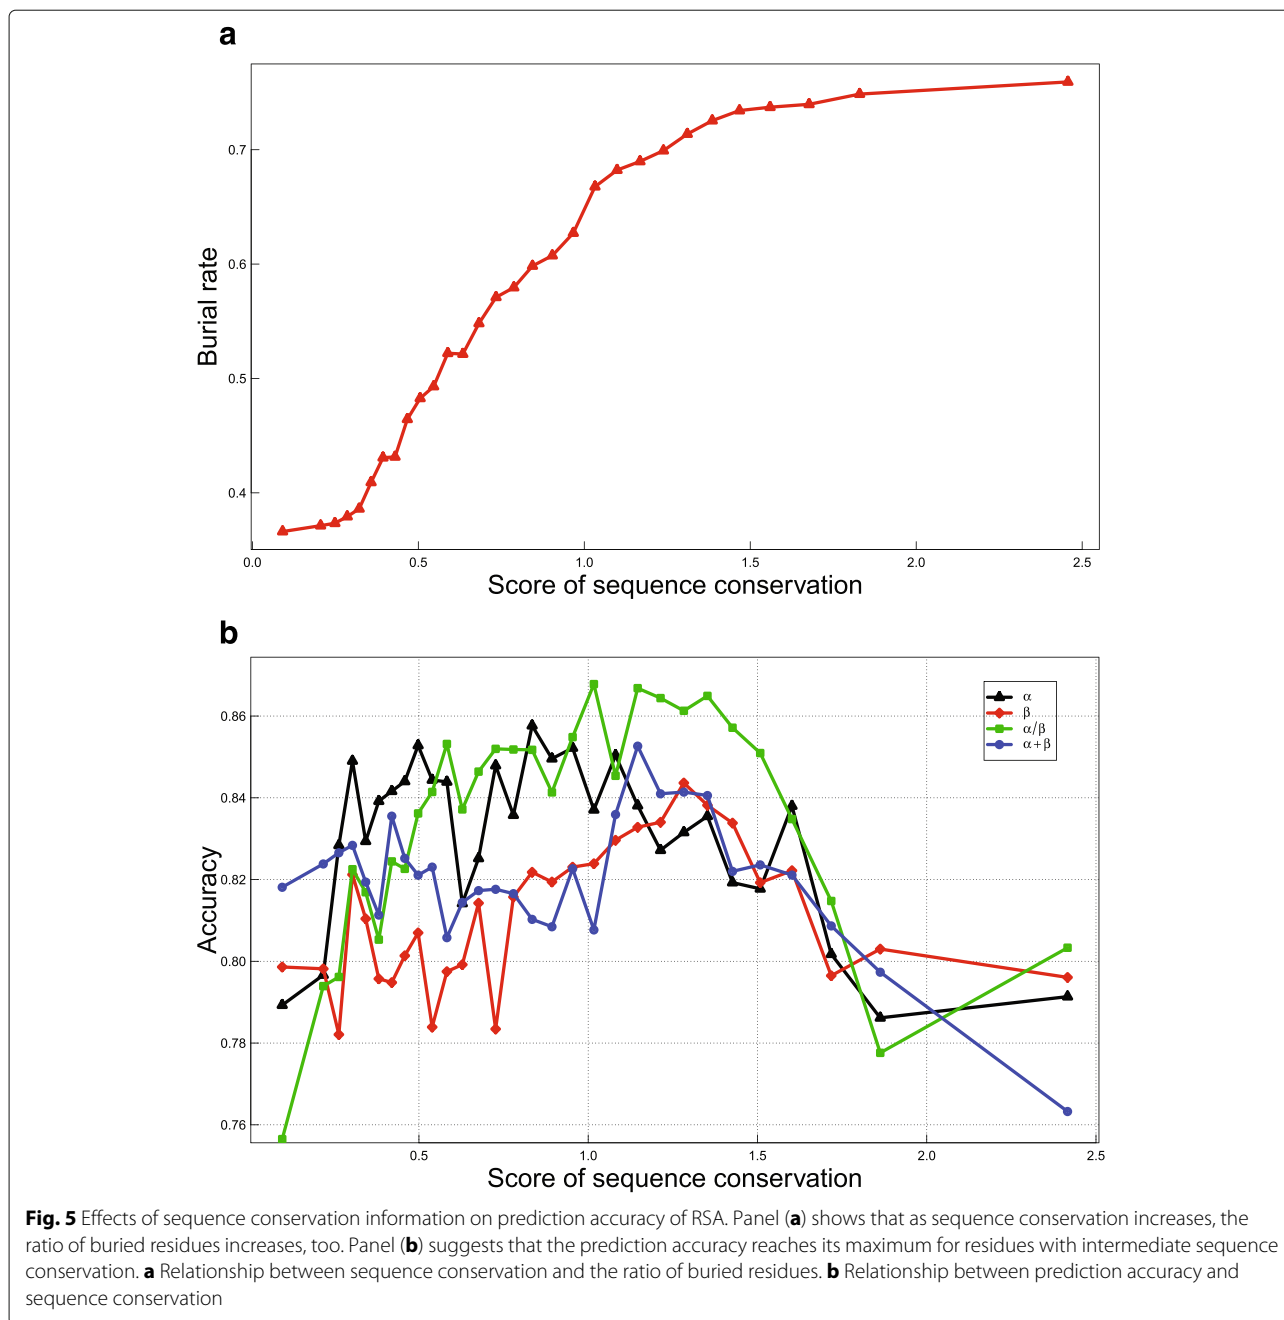 a
0.7
0.6
0.5
0.4
Burial rate
0.0 0.5 1.0 1.5 2.0 2.5
Score of sequence conservation
b
α
β
α/β
α+β
0.86
0.84
0.82
0.80
0.78
0.76
Accuracy
0.5 1.0 1.5 2.0 2.5
Score of sequence conservation
Fig. 5 Effects of sequence conservation information on prediction accuracy of RSA. Panel (a) shows that as sequence conservation increases, the
ratio of buried residues increases, too. Panel (b) suggests that the prediction accuracy reaches its maximum for residues with intermediate sequence
conservation. a Relationship between sequence conservation and the ratio of buried residues. b Relationship between prediction accuracy and
sequence conservation